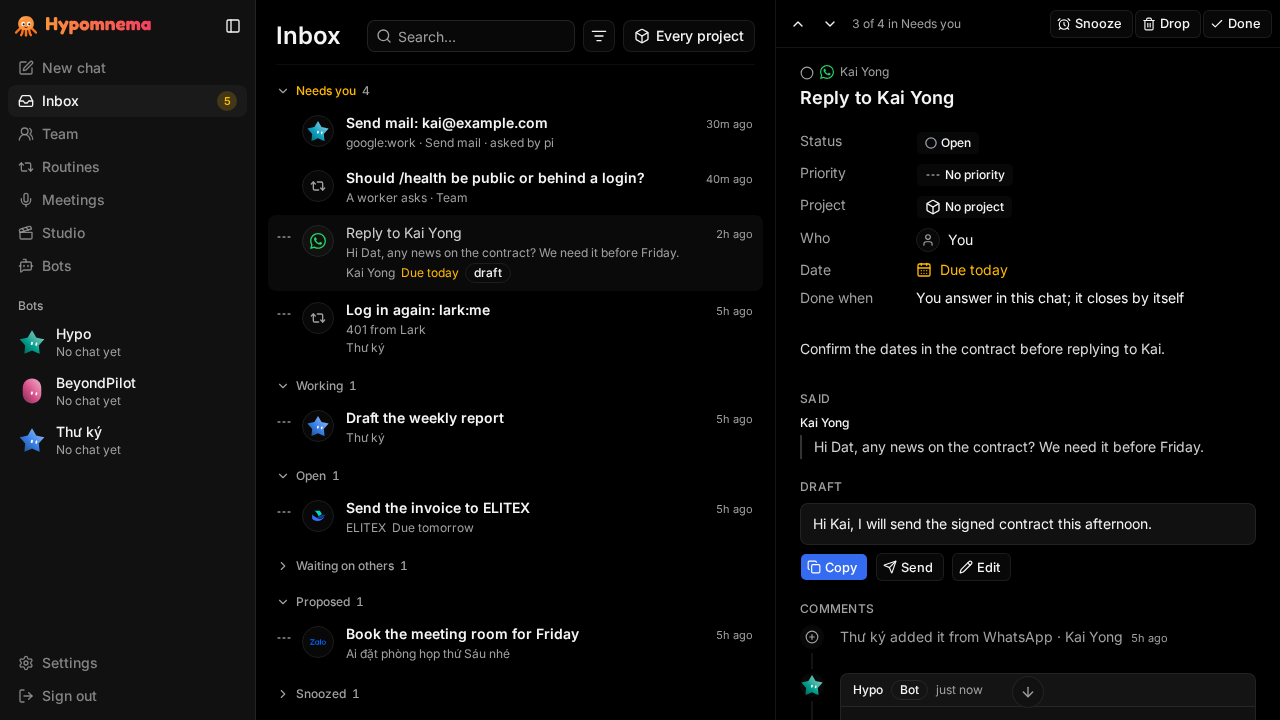 Hypomnema
New chat
Inbox
5
Team
Routines
Meetings
Studio
Bots
Bots
Hypo
No chat yet
BeyondPilot
No chat yet
Thư ký
No chat yet
Settings
Sign out
Inbox
Search...
Every project
Needs you 4
Send mail: kai@example.com
30m ago
google:work · Send mail · asked by pi
Should /health be public or behind a login?
40m ago
A worker asks · Team
Reply to Kai Yong
2h ago
Hi Dat, any news on the contract? We need it before Friday.
Kai Yong Due today draft
Log in again: lark:me
5h ago
401 from Lark
Thư ký
Working 1
Draft the weekly report
5h ago
Thư ký
Open 1
Send the invoice to ELITEX
5h ago
ELITEX Due tomorrow
Waiting on others 1
Proposed 1
Zalo
Book the meeting room for Friday
5h ago
Ai đặt phòng họp thứ Sáu nhé
Snoozed 1
3 of 4 in Needs you
Snooze
Drop
Done
Kai Yong
Reply to Kai Yong
Status Open
Priority No priority
Project No project
Who You
Date Due today
Done when You answer in this chat; it closes by itself
Confirm the dates in the contract before replying to Kai.
SAID
Kai Yong
Hi Dat, any news on the contract? We need it before Friday.
DRAFT
Hi Kai, I will send the signed contract this afternoon.
Copy
Send
Edit
COMMENTS
Thư ký added it from WhatsApp · Kai Yong 5h ago
Hypo Bot just now